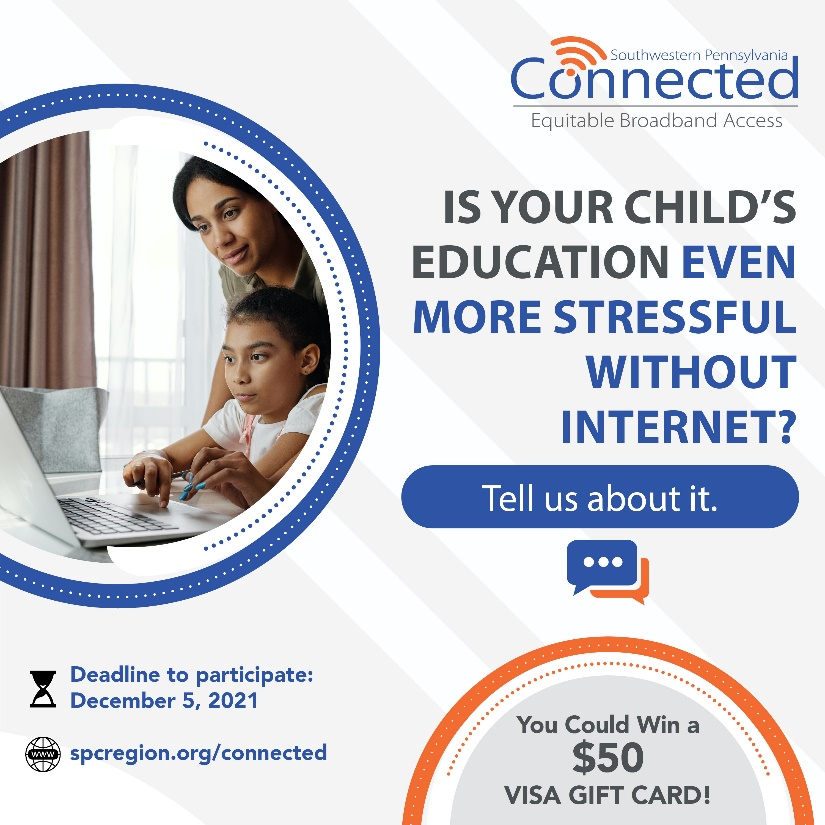 Southwestern Pennsylvania
Connected
Equitable Broadband Access
IS YOUR CHILD'S
EDUCATION EVEN
MORE STRESSFUL
WITHOUT
INTERNET?
Tell us about it.
Deadline to participate:
December 5, 2021
www
spcregion.org/connected
You Could Win a
$50
VISA GIFT CARD!